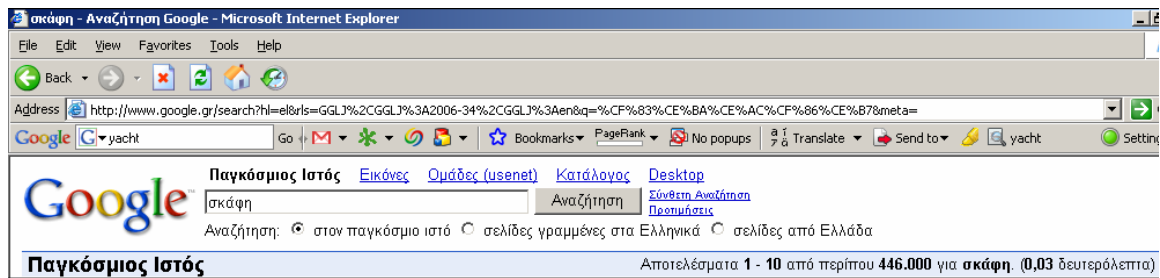 σκάφη - Αναζήτηση Google - Microsoft Internet Explorer
File Edit View Favorites Tools Help
Back
Address http://www.google.gr/search?hl=el&rls=GGLJ%2CGGLJ%3A2006-34%2CGGLJ%3Aen&q=%CF%83%CE%BA%CE%AC%CF%86%CE%B7&meta=
Google G yacht Go Bookmarks PageRank No popups Translate Send to yacht Setting
Παγκόσμιος Ιστός Εικόνες Ομάδες (usenet) Κατάλογος Desktop
Google™ σκάφη Αναζήτηση Σύνθετη Αναζήτηση
Προτιμήσεις
Αναζήτηση: στον παγκόσμιο ιστό σελίδες γραμμένες στα Ελληνικά σελίδες από Ελλάδα
Παγκόσμιος Ιστός Αποτελέσματα 1 - 10 από περίπου 446.000 για σκάφη. (0,03 δευτερόλεπτα)